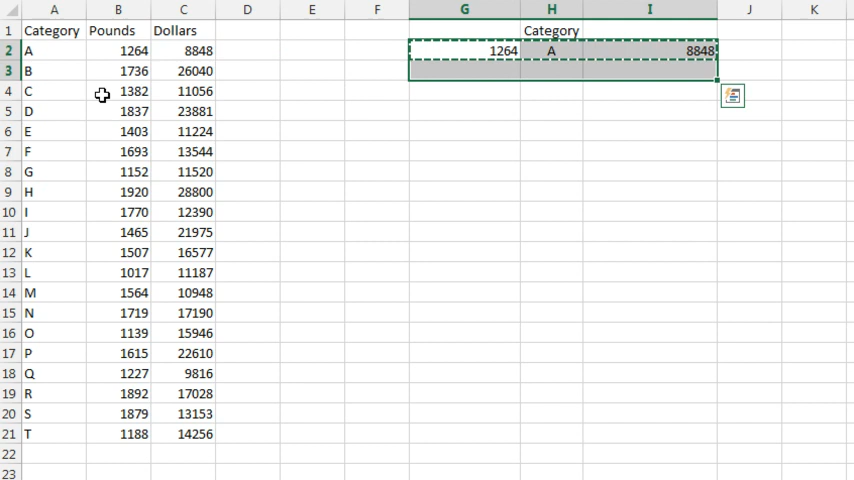 A B C D E F G H I J K
1 Category Pounds Dollars Category
2 A 1264 8848 1264 A 8848
3 B 1736 26040
4 C 1382 11056
5 D 1837 23881
6 E 1403 11224
7 F 1693 13544
8 G 1152 11520
9 H 1920 28800
10 I 1770 12390
11 J 1465 21975
12 K 1507 16577
13 L 1017 11187
14 M 1564 10948
15 N 1719 17190
16 O 1139 15946
17 P 1615 22610
18 Q 1227 9816
19 R 1892 17028
20 S 1879 13153
21 T 1188 14256
22
23